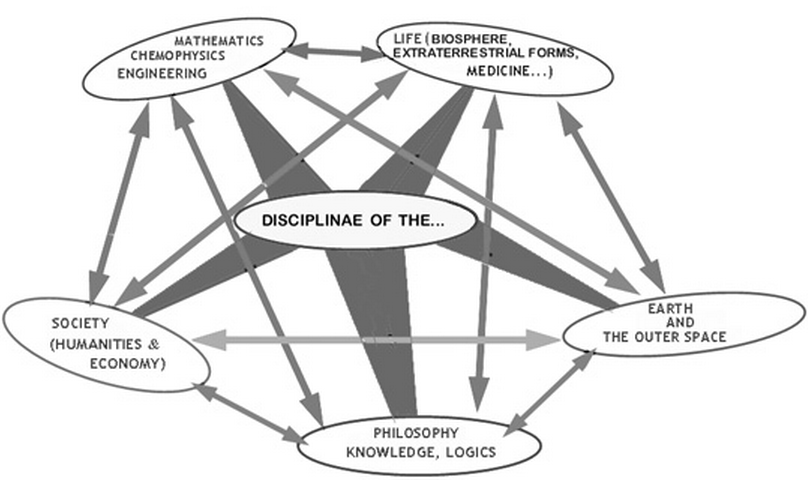 MATHEMATICS
CHEMOPHYSICS
ENGINEERING
LIFE (BIOSPHERE,
EXTRATERRESTRIAL FORMS,
MEDICINE...)
DISCIPLINAE OF THE...
SOCIETY
(HUMANITIES &
ECONOMY)
EARTH
AND
THE OUTER SPACE
PHILOSOPHY
KNOWLEDGE, LOGICS